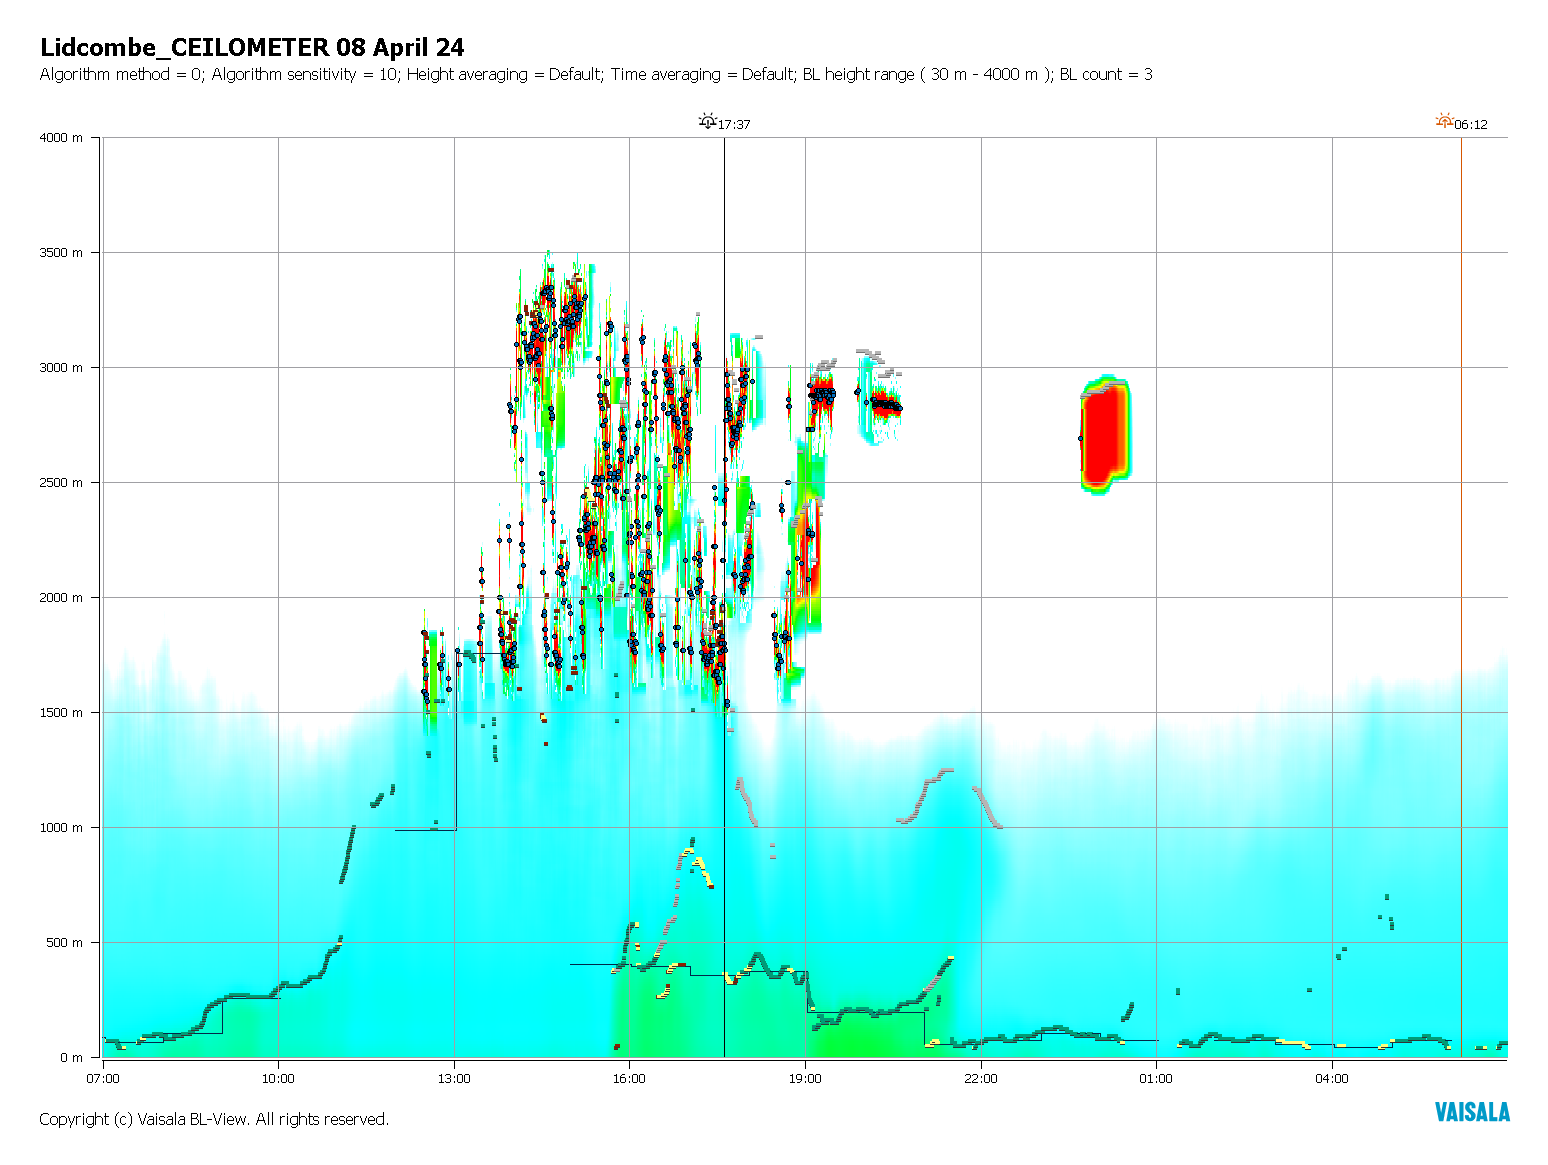 Lidcombe_CEILOMETER 08 April 24
Algorithm method = 0; Algorithm sensitivity = 10; Height averaging = Default; Time averaging = Default; BL height range ( 30 m - 4000 m ); BL count = 3
17:37 06:12
4000 m
3500 m
3000 m
2500 m
2000 m
1500 m
1000 m
500 m
0 m
07:00 10:00 13:00 16:00 19:00 22:00 01:00 04:00
Copyright (c) Vaisala BL-View. All rights reserved.
VAISALA